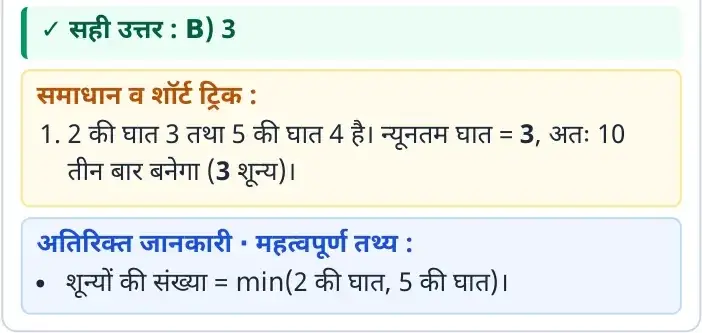 ✓ सही उत्तर : B) 3
समाधान व शॉर्ट ट्रिक :
1. 2 की घात 3 तथा 5 की घात 4 है। न्यूनतम घात = 3, अतः 10
तीन बार बनेगा (3 शून्य)।
अतिरिक्त जानकारी · महत्वपूर्ण तथ्य :
• शून्यों की संख्या = min(2 की घात, 5 की घात)।